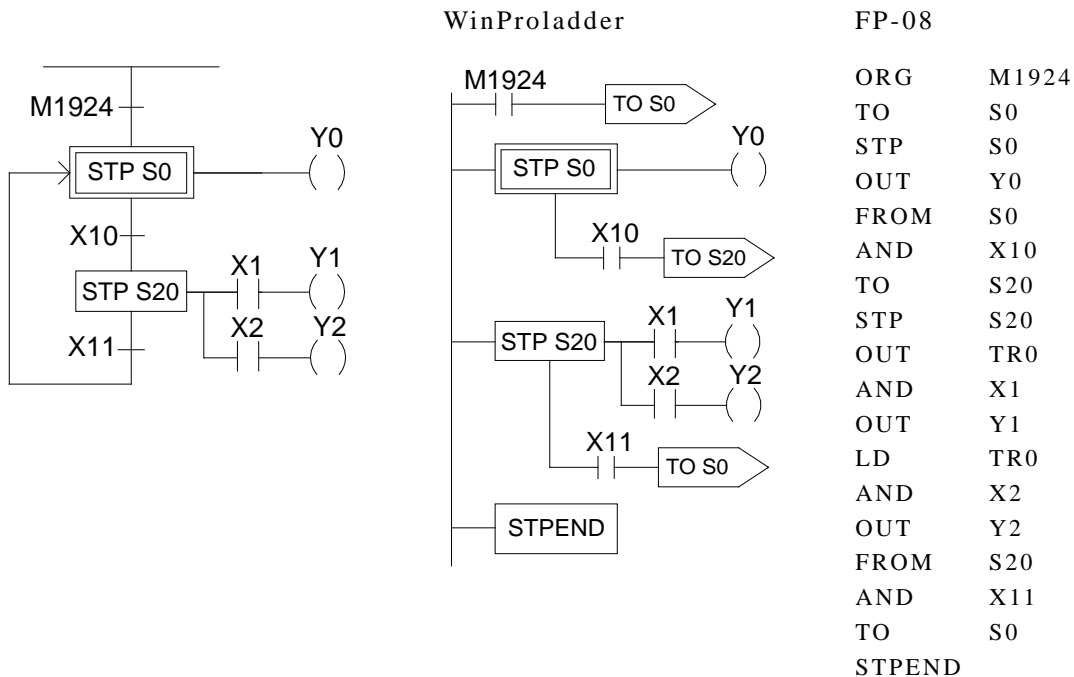 WinProladder
FP-08
M1924
STP S0
Y0
X10
STP S20
X1
Y1
X2
Y2
X11
M1924
TO S0
STP S0
Y0
X10
TO S20
STP S20
X1
Y1
X2
Y2
X11
TO S0
STPEND
ORG M1924
TO S0
STP S0
OUT Y0
FROM S0
AND X10
TO S20
STP S20
OUT TR0
AND X1
OUT Y1
LD TR0
AND X2
OUT Y2
FROM S20
AND X11
TO S0
STPEND